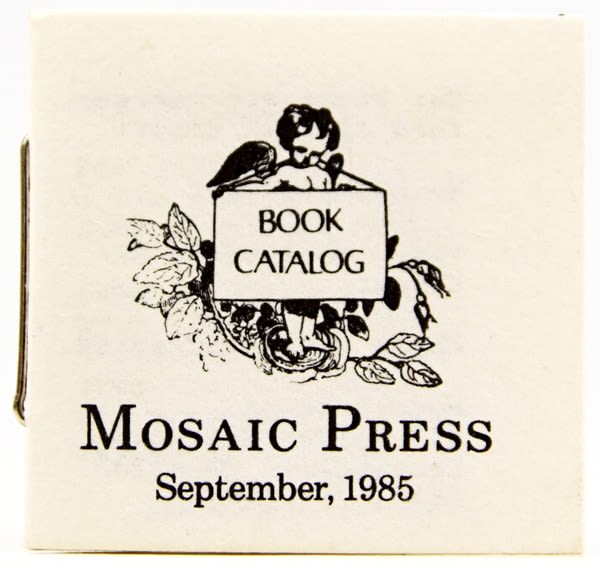 BOOK
CATALOG
MOSAIC PRESS
September, 1985